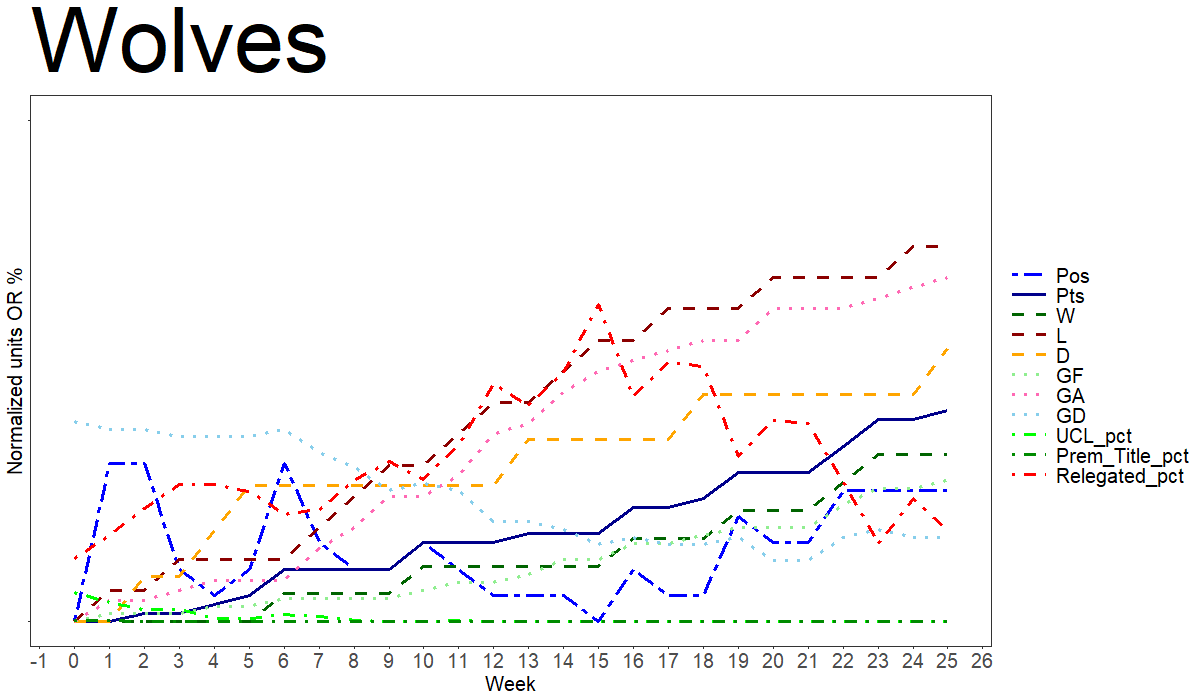 Wolves
Normalized units OR %
Pos
Pts
W
L
D
GF
GA
GD
UCL_pct
Prem_Title_pct
Relegated_pct
-1 0 1 2 3 4 5 6 7 8 9 10 11 12 13 14 15 16 17 18 19 20 21 22 23 24 25 26
Week